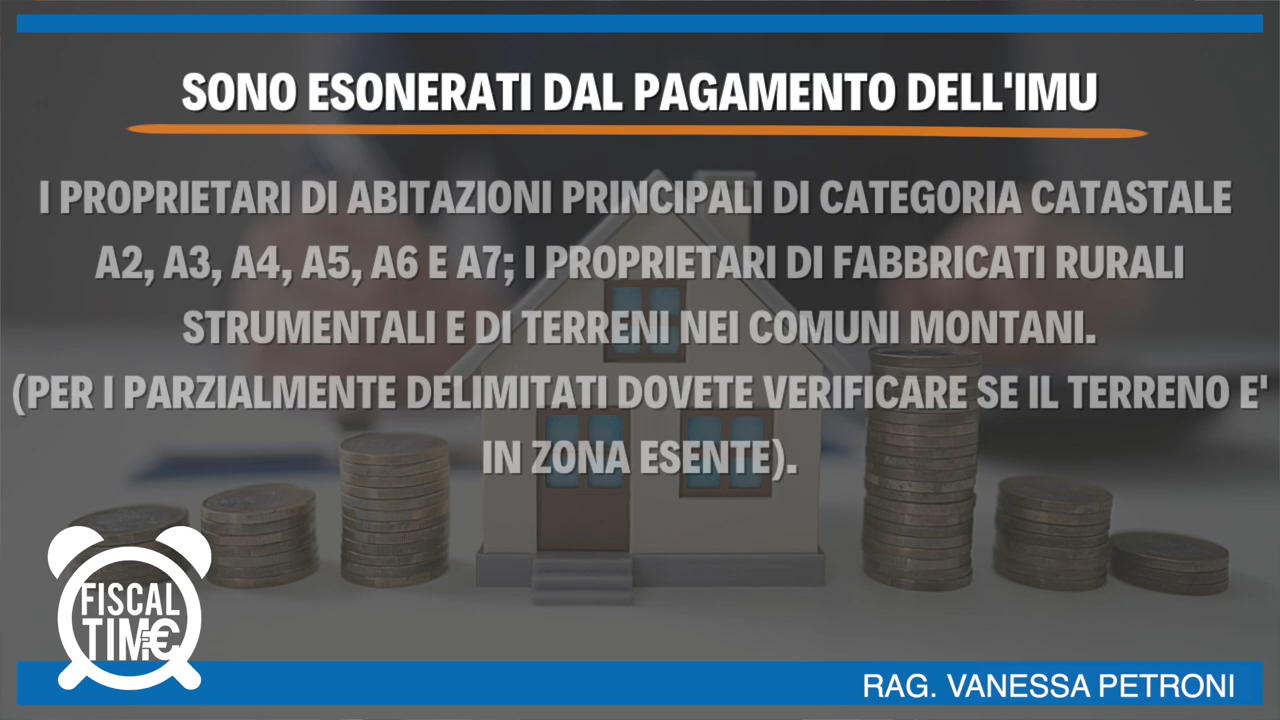 SONO ESONERATI DAL PAGAMENTO DELL'IMU
I PROPRIETARI DI ABITAZIONI PRINCIPALI DI CATEGORIA CATASTALE
A2, A3, A4, A5, A6 E A7; I PROPRIETARI DI FABBRICATI RURALI
STRUMENTALI E DI TERRENI NEI COMUNI MONTANI.
(PER I PARZIALMENTE DELIMITATI DOVETE VERIFICARE SE IL TERRENO E'
IN ZONA ESENTE).
FISCAL
TIM€
RAG. VANESSA PETRONI